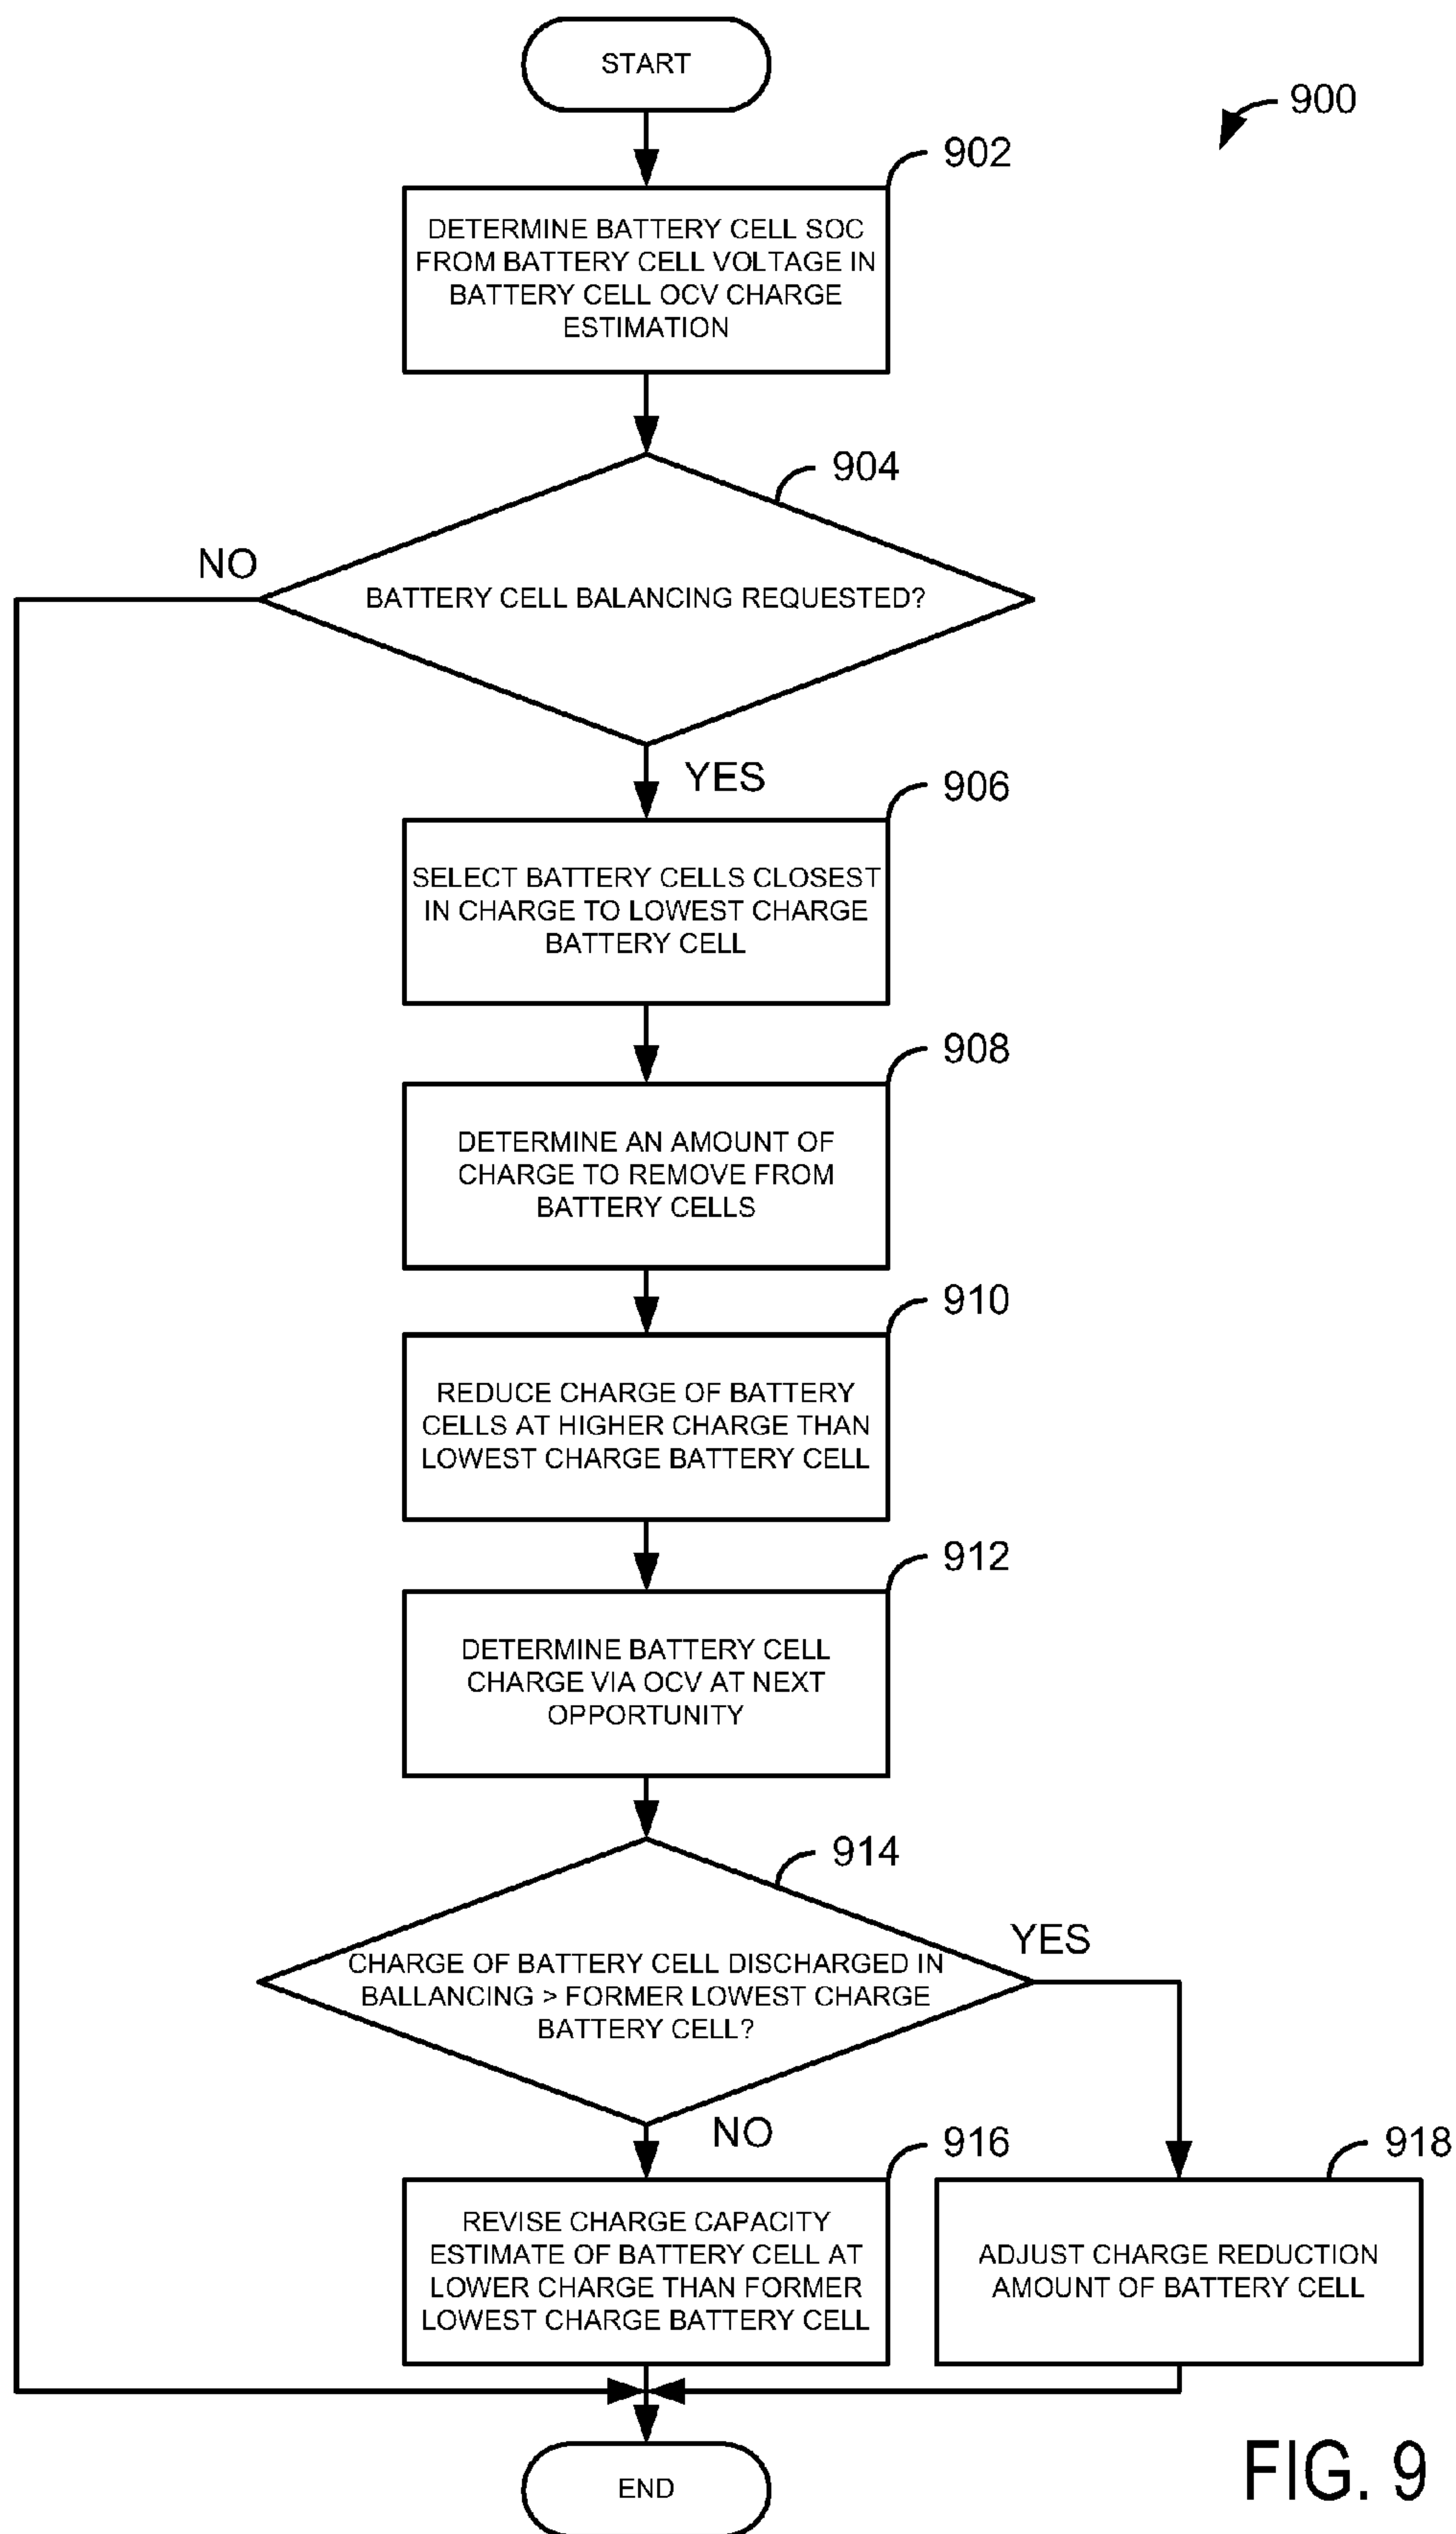 START
900
902
DETERMINE BATTERY CELL SOC
FROM BATTERY CELL VOLTAGE IN
BATTERY CELL OCV CHARGE
ESTIMATION
904
NO
BATTERY CELL BALANCING REQUESTED?
YES
906
SELECT BATTERY CELLS CLOSEST
IN CHARGE TO LOWEST CHARGE
BATTERY CELL
908
DETERMINE AN AMOUNT OF
CHARGE TO REMOVE FROM
BATTERY CELLS
910
REDUCE CHARGE OF BATTERY
CELLS AT HIGHER CHARGE THAN
LOWEST CHARGE BATTERY CELL
912
DETERMINE BATTERY CELL
CHARGE VIA OCV AT NEXT
OPPORTUNITY
914
YES
CHARGE OF BATTERY CELL DISCHARGED IN
BALLANCING > FORMER LOWEST CHARGE
BATTERY CELL?
NO
916
REVISE CHARGE CAPACITY
ESTIMATE OF BATTERY CELL AT
LOWER CHARGE THAN FORMER
LOWEST CHARGE BATTERY CELL
918
ADJUST CHARGE REDUCTION
AMOUNT OF BATTERY CELL
END
FIG. 9